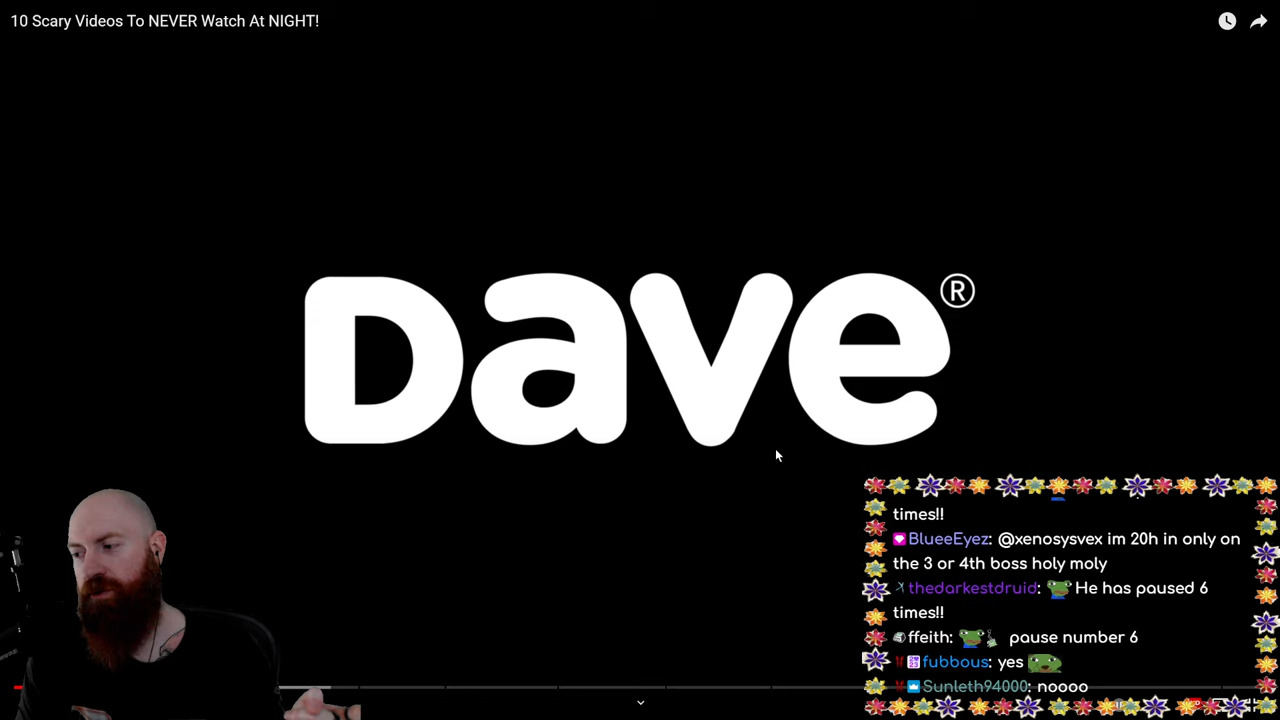 10 Scary Videos To NEVER Watch At NIGHT!
Dave®
times!!
BlueeEyez: @xenosysvex im 20h in only on
the 3 or 4th boss holy moly
thedarkestdruid: He has paused 6
times!!
ffeith: pause number 6
fubbous: yes
Sunleth94000: noooo